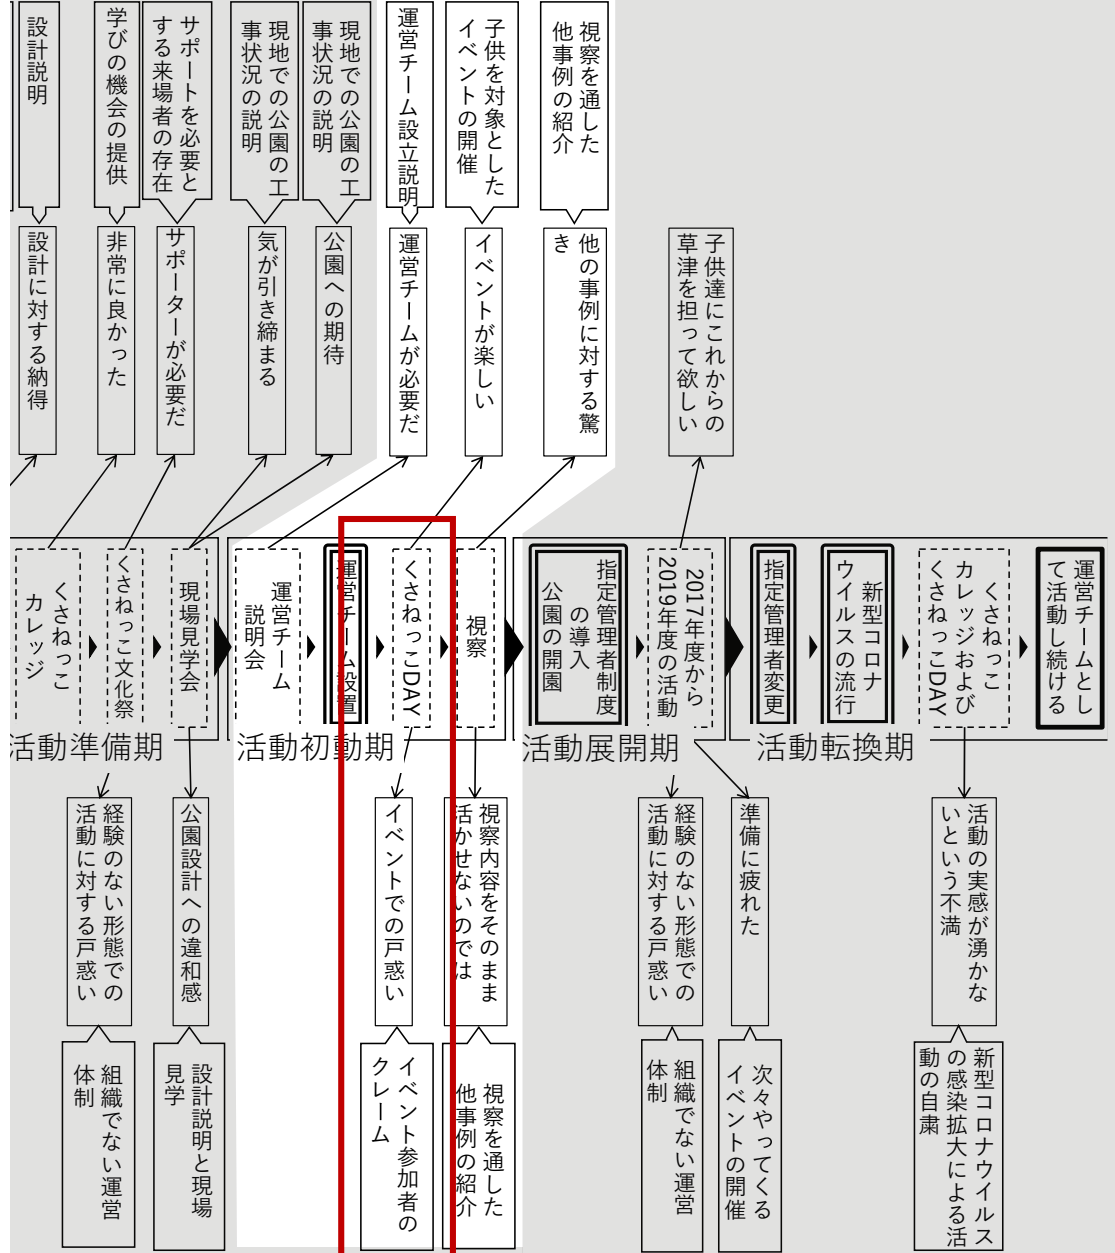 設計説明
学びの機会の提供
サポートを必要と
する来場者の存在
現地での公園の工
事状況の説明
現地での公園の工
事状況の説明
運営チーム設立説明
子供を対象とした
イベントの開催
視察を通した
他事例の紹介
設計に対する納得
非常に良かった
サポーターが必要だ
気が引き締まる
公園への期待
運営チームが必要だ
イベントが楽しい
他の事例に対する驚
き
子供達にこれからの
草津を担って欲しい
くさねっこ
カレッジ
くさねっこ文化祭
現場見学会
運営チーム
説明会
運営チーム設置
くさねっこDAY
視察
指定管理者制度
の導入
公園の開園
2017年度から
2019年度の活動
指定管理者変更
新型コロナ
ウイルスの流行
くさねっこ
カレッジおよび
くさねっこDAY
運営チームとし
て活動し続ける
活動準備期
活動初動期
活動展開期
活動転換期
経験のない形態での
活動に対する戸惑い
公園設計への違和感
イベントでの戸惑い
視察内容をそのまま
活かせないのでは
経験のない形態での
活動に対する戸惑い
準備に疲れた
活動の実感が湧かな
いという不満
組織でない運営
体制
設計説明と現場
見学
イベント参加者の
クレーム
視察を通した
他事例の紹介
組織でない運営
体制
次々やってくる
イベントの開催
新型コロナウイルス
の感染拡大による活
動の自粛